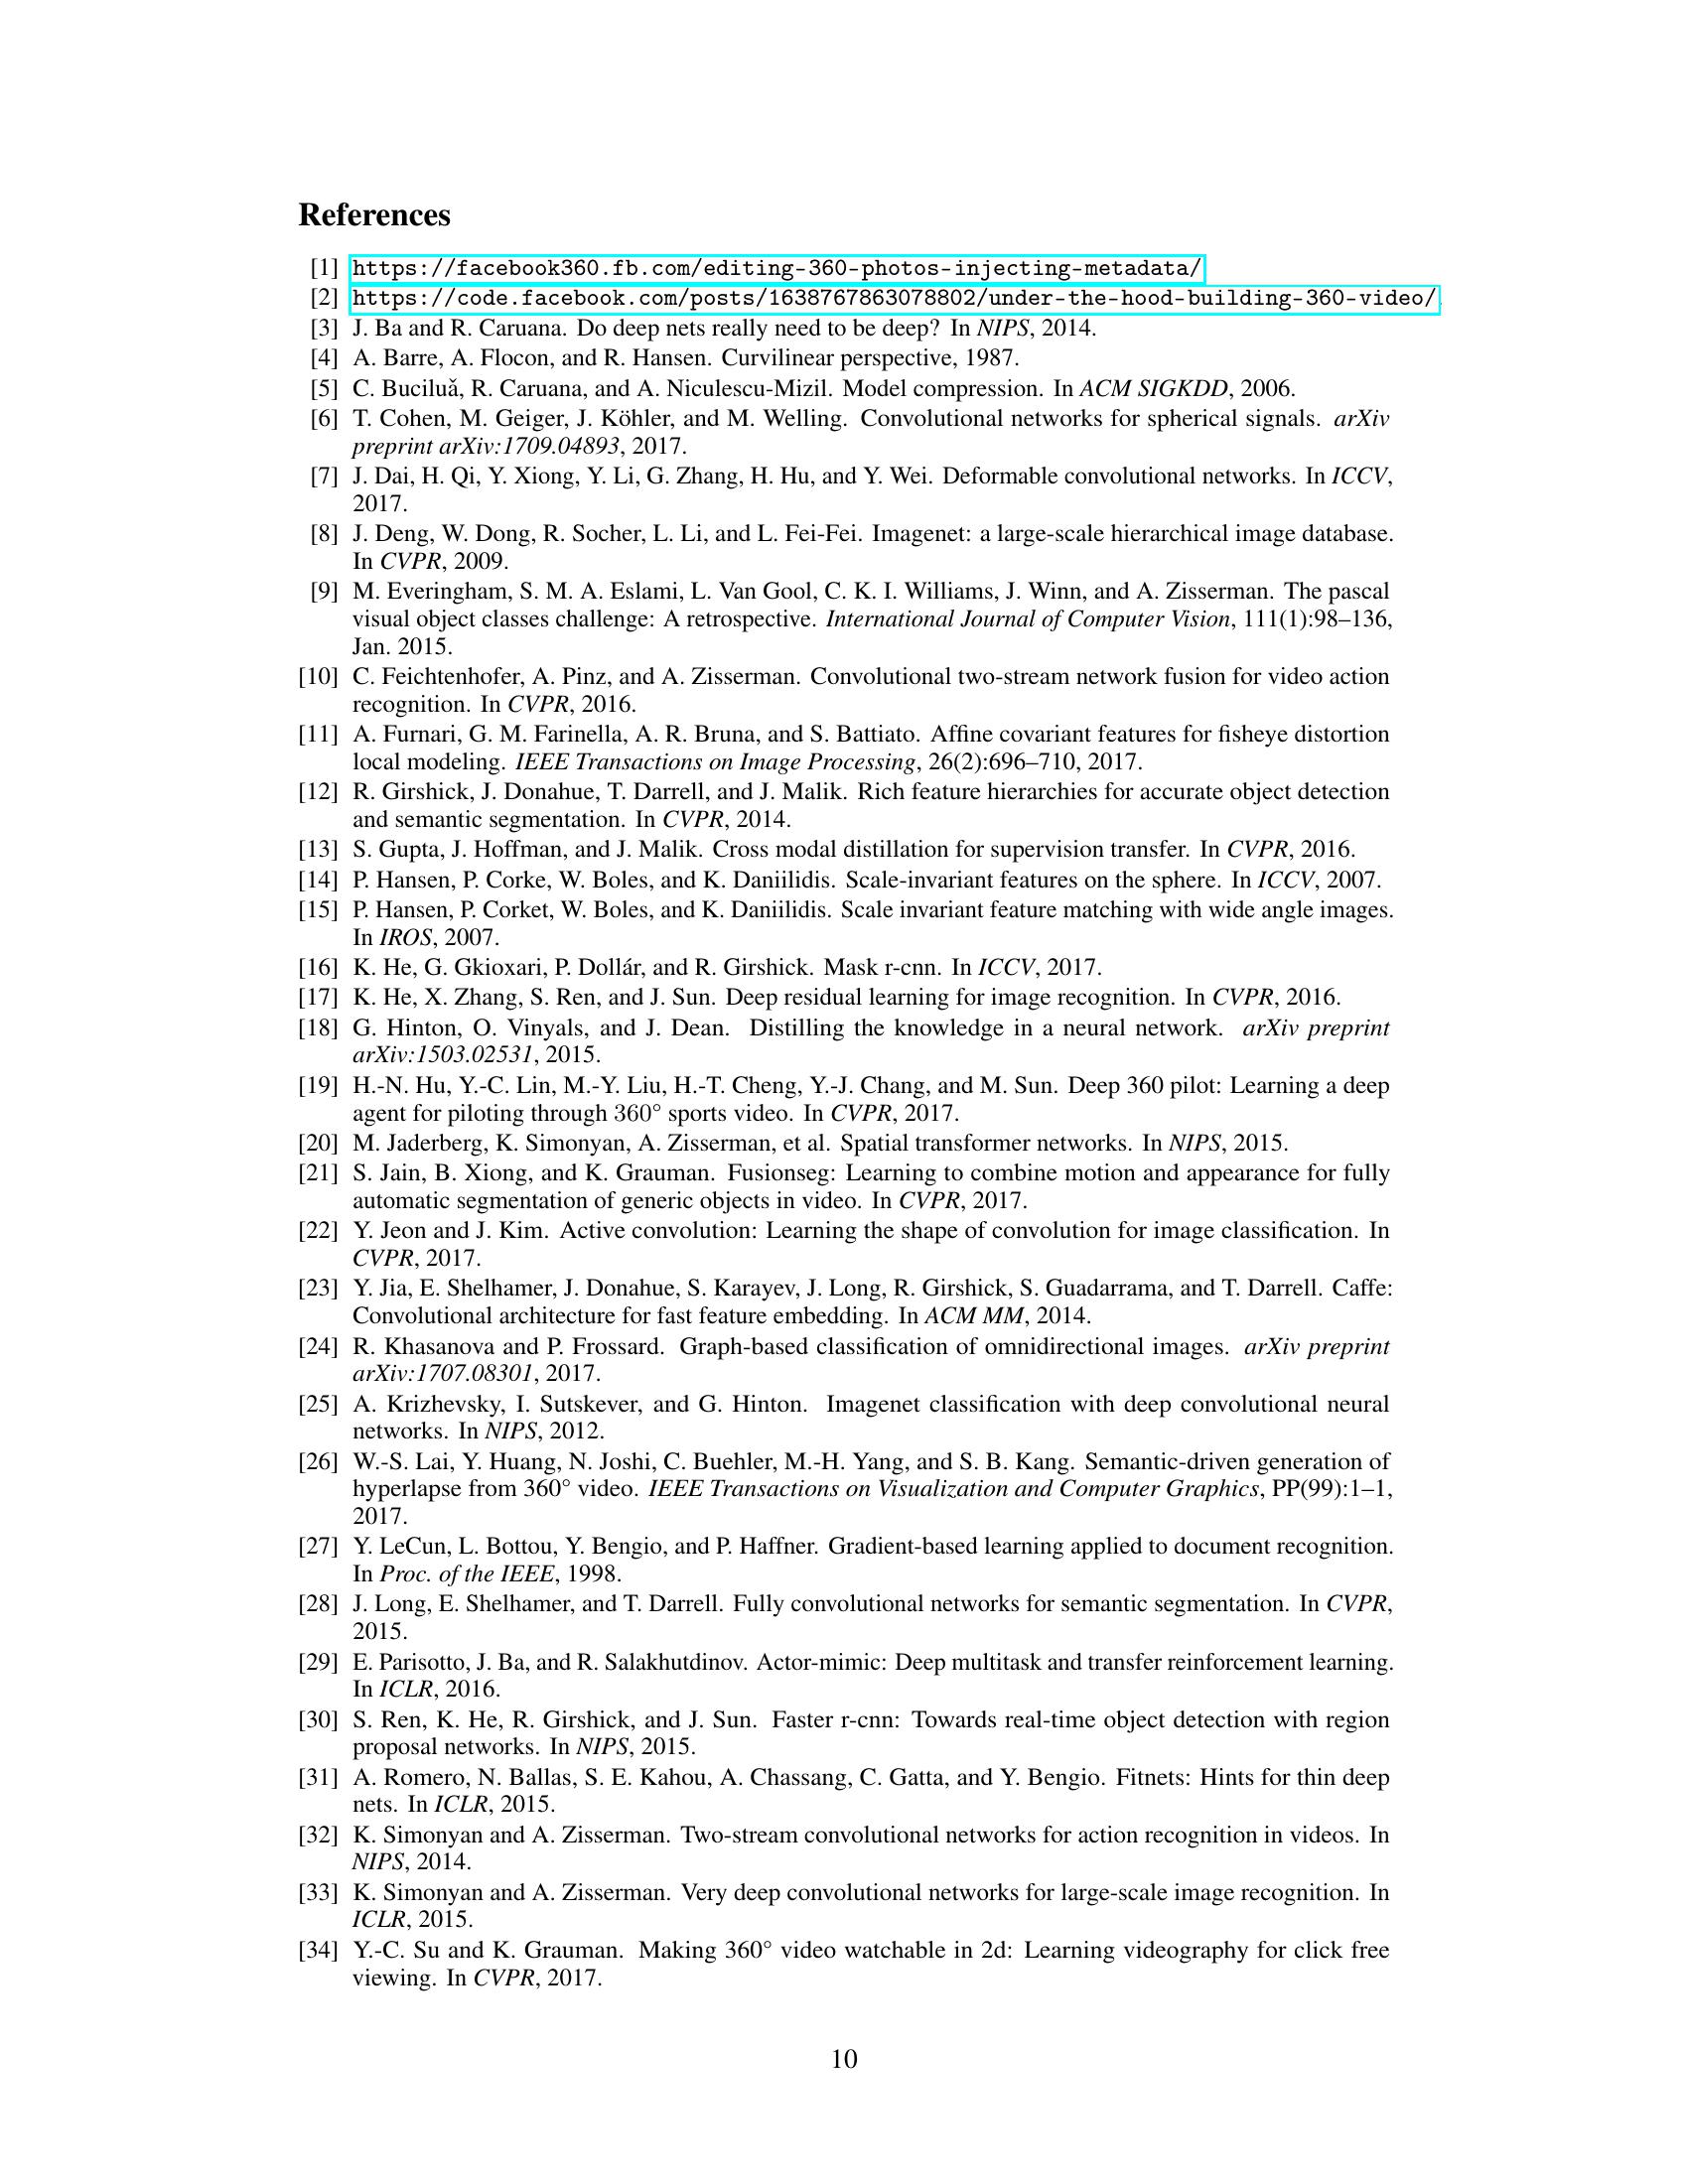 References
[1] https://facebook360.fb.com/editing-360-photos-injecting-metadata/
[2] https://code.facebook.com/posts/1638767863078802/under-the-hood-building-360-video/
[3] J. Ba and R. Caruana. Do deep nets really need to be deep? In NIPS, 2014.
[4] A. Barre, A. Flocon, and R. Hansen. Curvilinear perspective, 1987.
[5] C. Buciluǎ, R. Caruana, and A. Niculescu-Mizil. Model compression. In ACM SIGKDD, 2006.
[6] T. Cohen, M. Geiger, J. Köhler, and M. Welling. Convolutional networks for spherical signals. arXiv
preprint arXiv:1709.04893, 2017.
[7] J. Dai, H. Qi, Y. Xiong, Y. Li, G. Zhang, H. Hu, and Y. Wei. Deformable convolutional networks. In ICCV,
2017.
[8] J. Deng, W. Dong, R. Socher, L. Li, and L. Fei-Fei. Imagenet: a large-scale hierarchical image database.
In CVPR, 2009.
[9] M. Everingham, S. M. A. Eslami, L. Van Gool, C. K. I. Williams, J. Winn, and A. Zisserman. The pascal
visual object classes challenge: A retrospective. International Journal of Computer Vision, 111(1):98–136,
Jan. 2015.
[10] C. Feichtenhofer, A. Pinz, and A. Zisserman. Convolutional two-stream network fusion for video action
recognition. In CVPR, 2016.
[11] A. Furnari, G. M. Farinella, A. R. Bruna, and S. Battiato. Affine covariant features for fisheye distortion
local modeling. IEEE Transactions on Image Processing, 26(2):696–710, 2017.
[12] R. Girshick, J. Donahue, T. Darrell, and J. Malik. Rich feature hierarchies for accurate object detection
and semantic segmentation. In CVPR, 2014.
[13] S. Gupta, J. Hoffman, and J. Malik. Cross modal distillation for supervision transfer. In CVPR, 2016.
[14] P. Hansen, P. Corke, W. Boles, and K. Daniilidis. Scale-invariant features on the sphere. In ICCV, 2007.
[15] P. Hansen, P. Corket, W. Boles, and K. Daniilidis. Scale invariant feature matching with wide angle images.
In IROS, 2007.
[16] K. He, G. Gkioxari, P. Dollár, and R. Girshick. Mask r-cnn. In ICCV, 2017.
[17] K. He, X. Zhang, S. Ren, and J. Sun. Deep residual learning for image recognition. In CVPR, 2016.
[18] G. Hinton, O. Vinyals, and J. Dean. Distilling the knowledge in a neural network. arXiv preprint
arXiv:1503.02531, 2015.
[19] H.-N. Hu, Y.-C. Lin, M.-Y. Liu, H.-T. Cheng, Y.-J. Chang, and M. Sun. Deep 360 pilot: Learning a deep
agent for piloting through 360° sports video. In CVPR, 2017.
[20] M. Jaderberg, K. Simonyan, A. Zisserman, et al. Spatial transformer networks. In NIPS, 2015.
[21] S. Jain, B. Xiong, and K. Grauman. Fusionseg: Learning to combine motion and appearance for fully
automatic segmentation of generic objects in video. In CVPR, 2017.
[22] Y. Jeon and J. Kim. Active convolution: Learning the shape of convolution for image classification. In
CVPR, 2017.
[23] Y. Jia, E. Shelhamer, J. Donahue, S. Karayev, J. Long, R. Girshick, S. Guadarrama, and T. Darrell. Caffe:
Convolutional architecture for fast feature embedding. In ACM MM, 2014.
[24] R. Khasanova and P. Frossard. Graph-based classification of omnidirectional images. arXiv preprint
arXiv:1707.08301, 2017.
[25] A. Krizhevsky, I. Sutskever, and G. Hinton. Imagenet classification with deep convolutional neural
networks. In NIPS, 2012.
[26] W.-S. Lai, Y. Huang, N. Joshi, C. Buehler, M.-H. Yang, and S. B. Kang. Semantic-driven generation of
hyperlapse from 360° video. IEEE Transactions on Visualization and Computer Graphics, PP(99):1–1,
2017.
[27] Y. LeCun, L. Bottou, Y. Bengio, and P. Haffner. Gradient-based learning applied to document recognition.
In Proc. of the IEEE, 1998.
[28] J. Long, E. Shelhamer, and T. Darrell. Fully convolutional networks for semantic segmentation. In CVPR,
2015.
[29] E. Parisotto, J. Ba, and R. Salakhutdinov. Actor-mimic: Deep multitask and transfer reinforcement learning.
In ICLR, 2016.
[30] S. Ren, K. He, R. Girshick, and J. Sun. Faster r-cnn: Towards real-time object detection with region
proposal networks. In NIPS, 2015.
[31] A. Romero, N. Ballas, S. E. Kahou, A. Chassang, C. Gatta, and Y. Bengio. Fitnets: Hints for thin deep
nets. In ICLR, 2015.
[32] K. Simonyan and A. Zisserman. Two-stream convolutional networks for action recognition in videos. In
NIPS, 2014.
[33] K. Simonyan and A. Zisserman. Very deep convolutional networks for large-scale image recognition. In
ICLR, 2015.
[34] Y.-C. Su and K. Grauman. Making 360° video watchable in 2d: Learning videography for click free
viewing. In CVPR, 2017.
10